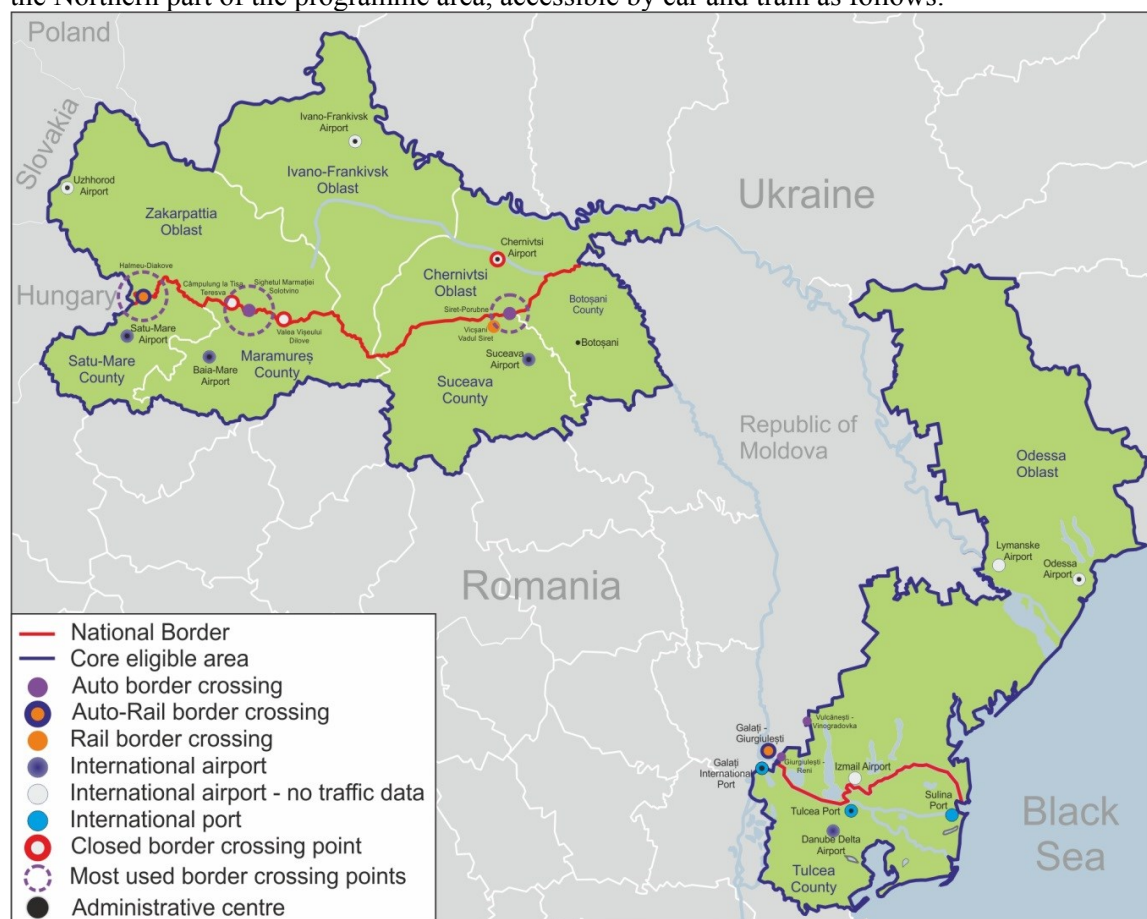 the Northern part of the programme area, accessible by car and train as follows:
Poland
Slovakia
Hungary
Ukraine
Ivano-Frankivsk
Airport
Ivano-Frankivsk
Oblast
Uzhhorod
Airport
Zakarpattia
Oblast
Chernivtsi
Airport
Chernivtsi
Oblast
Halmeu-Diakove
Câmpulung la Tisa
Teresva
Sighetul Marmației
Solotvino
Valea Vișeului
Dilove
Siret-Porubne
Vicșani
Vadul Siret
Botoșani
County
Botoșani
Satu-Mare
Airport
Satu-Mare
County
Baia-Mare
Airport
Maramureș
County
Suceava
Airport
Suceava
County
Republic of
Moldova
Odessa
Oblast
Lymanske
Airport
Odessa
Airport
Romania
Vulcănești -
Vinogradovka
Galați -
Giurgiulești
Giurgiulești -
Reni
Galați
International
Port
Izmail Airport
Tulcea Port
Sulina
Port
Danube Delta
Airport
Tulcea
County
Black
Sea
National Border
Core eligible area
Auto border crossing
Auto-Rail border crossing
Rail border crossing
International airport
International airport - no traffic data
International port
Closed border crossing point
Most used border crossing points
Administrative centre